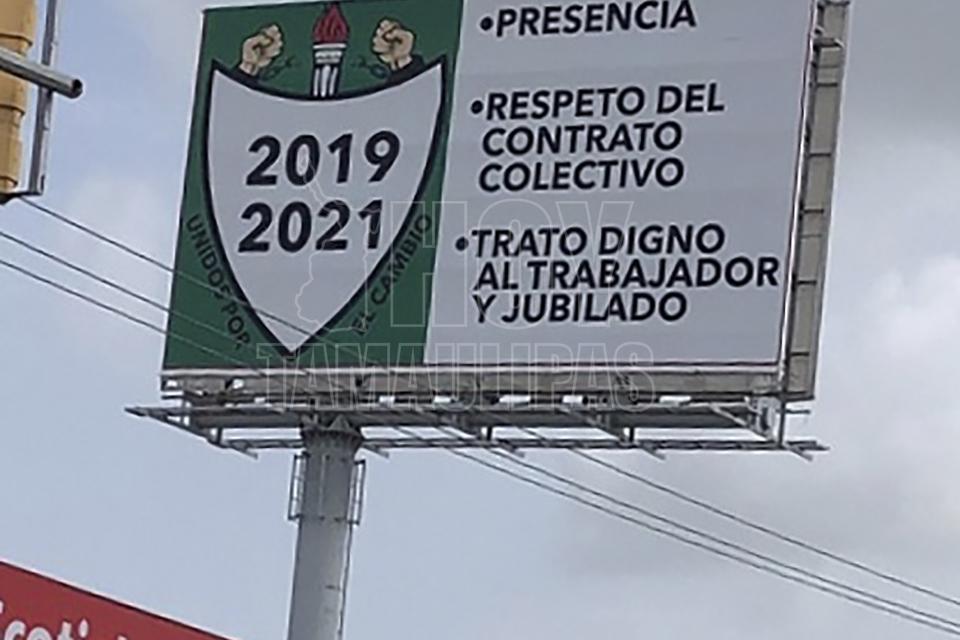 •PRESENCIA
•RESPETO DEL
CONTRATO
COLECTIVO
•TRATO DIGNO
AL TRABAJADOR
Y JUBILADO
2019
2021
UNIDOS POR
EL CAMBIO
HOY
TAMAULIPAS